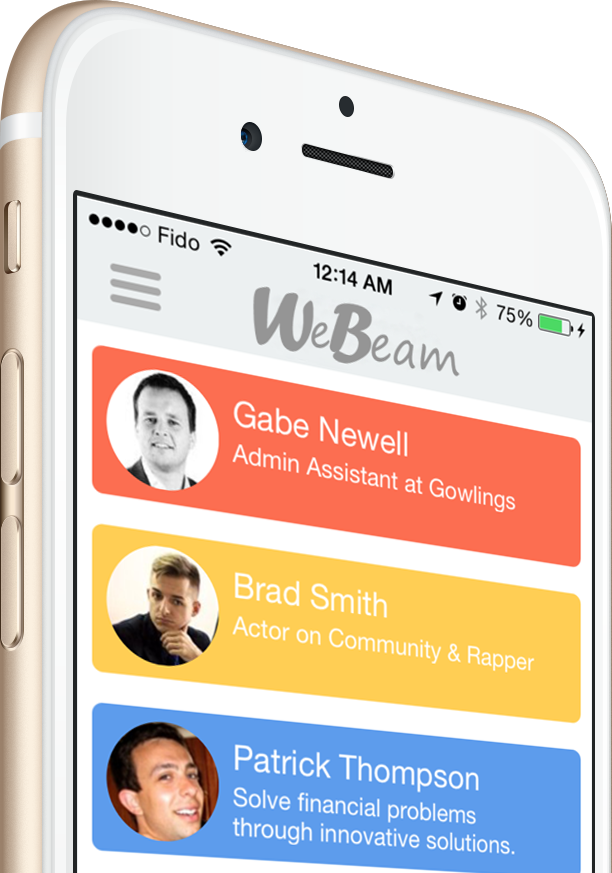 Fido
12:14 AM
75%
WeBeam
Gabe Newell
Admin Assistant at Gowlings
Brad Smith
Actor on Community & Rapper
Patrick Thompson
Solve financial problems
through innovative solutions.